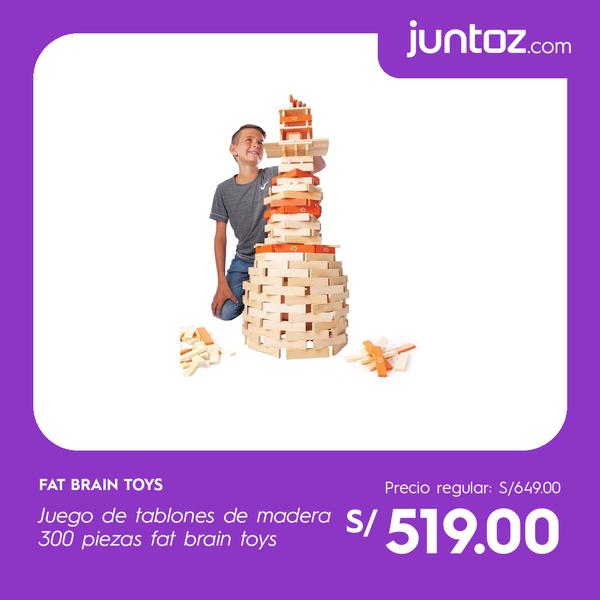 juntoz.com
FAT BRAIN TOYS
Juego de tablones de madera
300 piezas fat brain toys
Precio regular: S/649.00
S/ 519.00